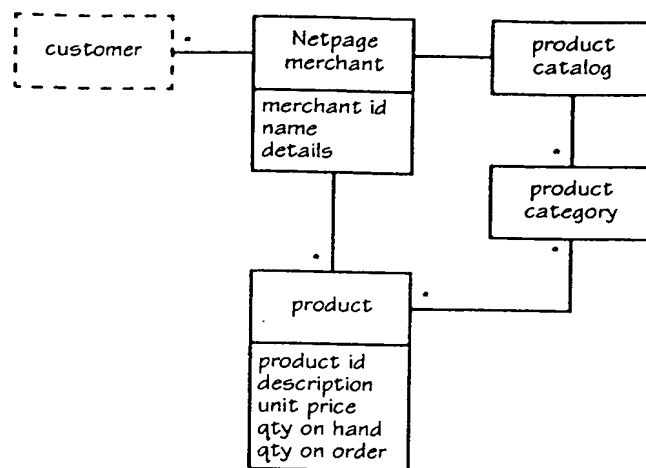 customer
Netpage
merchant
merchant id
name
details
product
catalog
product
category
product
product id
description
unit price
qty on hand
qty on order